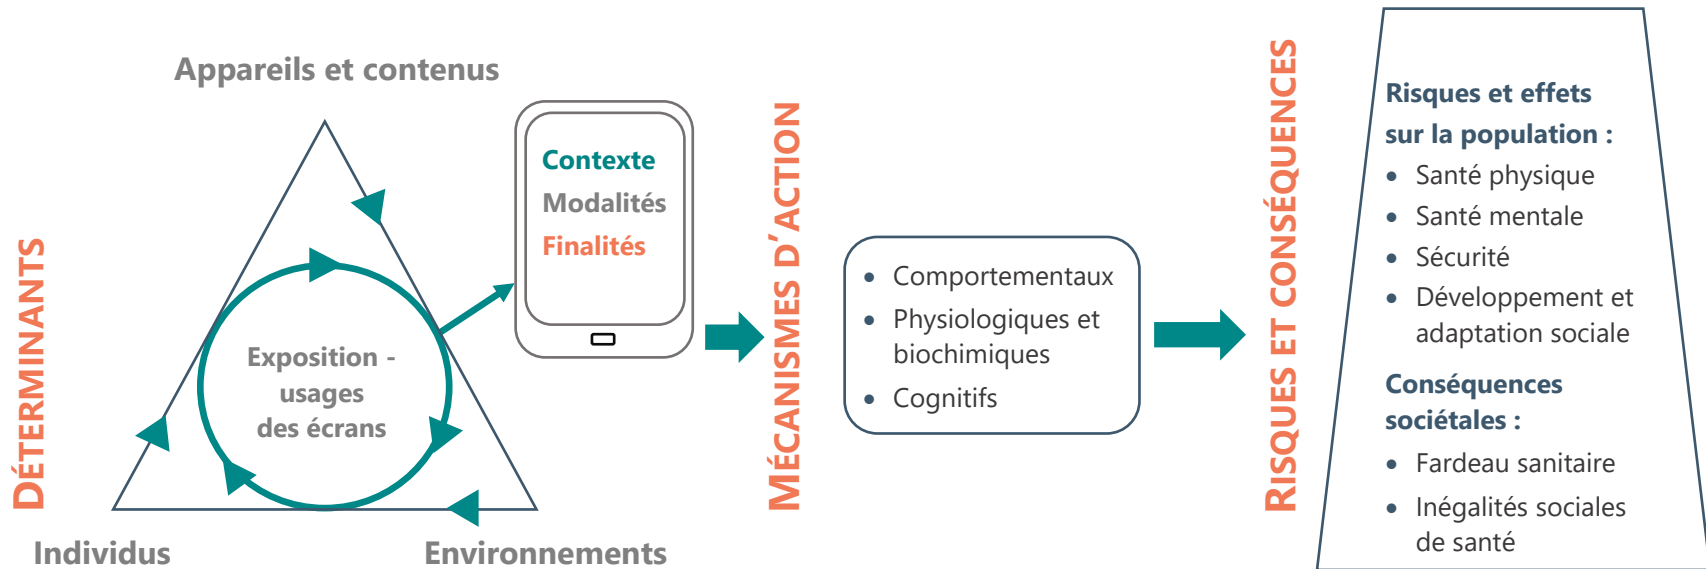 DÉTERMINANTS
Appareils et contenus
Exposition -
usages
des écrans
Individus
Environnements
Contexte
Modalités
Finalités
MÉCANISMES D’ACTION
• Comportementaux
• Physiologiques et
biochimiques
• Cognitifs
RISQUES ET CONSÉQUENCES
Risques et effets
sur la population :
• Santé physique
• Santé mentale
• Sécurité
• Développement et
adaptation sociale
Conséquences
sociétales :
• Fardeau sanitaire
• Inégalités sociales
de santé